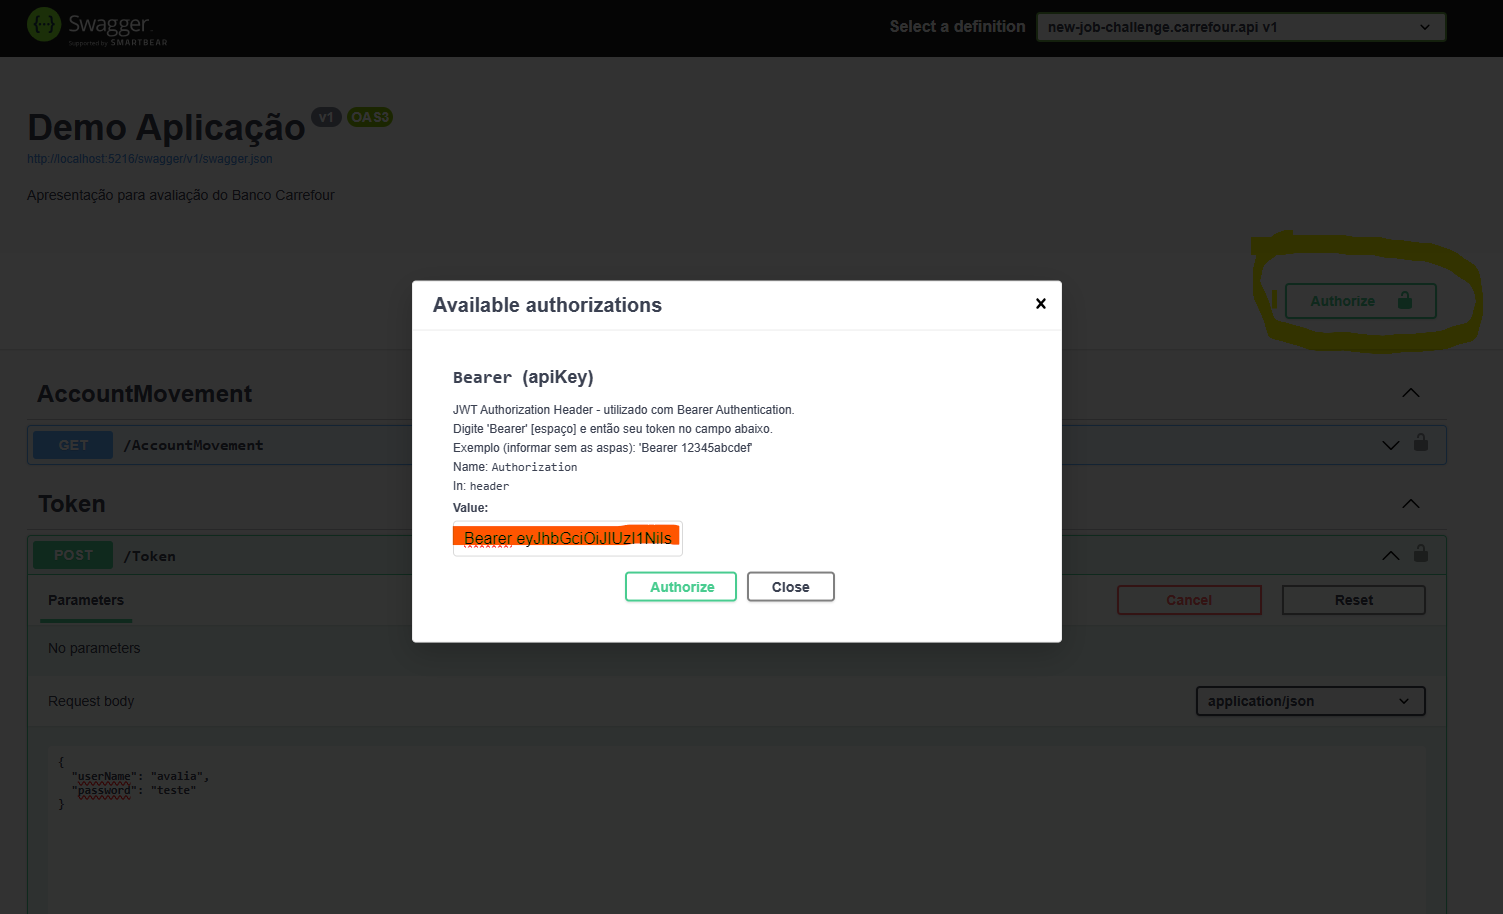 Swagger
Supported by SMARTBEAR
Select a definition
new-job-challenge.carrefour.api v1
Demo Aplicação v1 OAS3
http://localhost:5216/swagger/v1/swagger.json
Apresentação para avaliação do Banco Carrefour
Authorize
Available authorizations
Bearer (apiKey)
JWT Authorization Header - utilizado com Bearer Authentication.
Digite 'Bearer' [espaço] e então seu token no campo abaixo.
Exemplo (informar sem as aspas): 'Bearer 12345abcdef'
Name: Authorization
In: header
Value:
Bearer eyJhbGciOiJIUzI1NiIs
Authorize Close
AccountMovement
GET /AccountMovement
Token
POST /Token
Parameters
Cancel Reset
No parameters
Request body
application/json
{
"userName": "avalia",
"password": "teste"
}